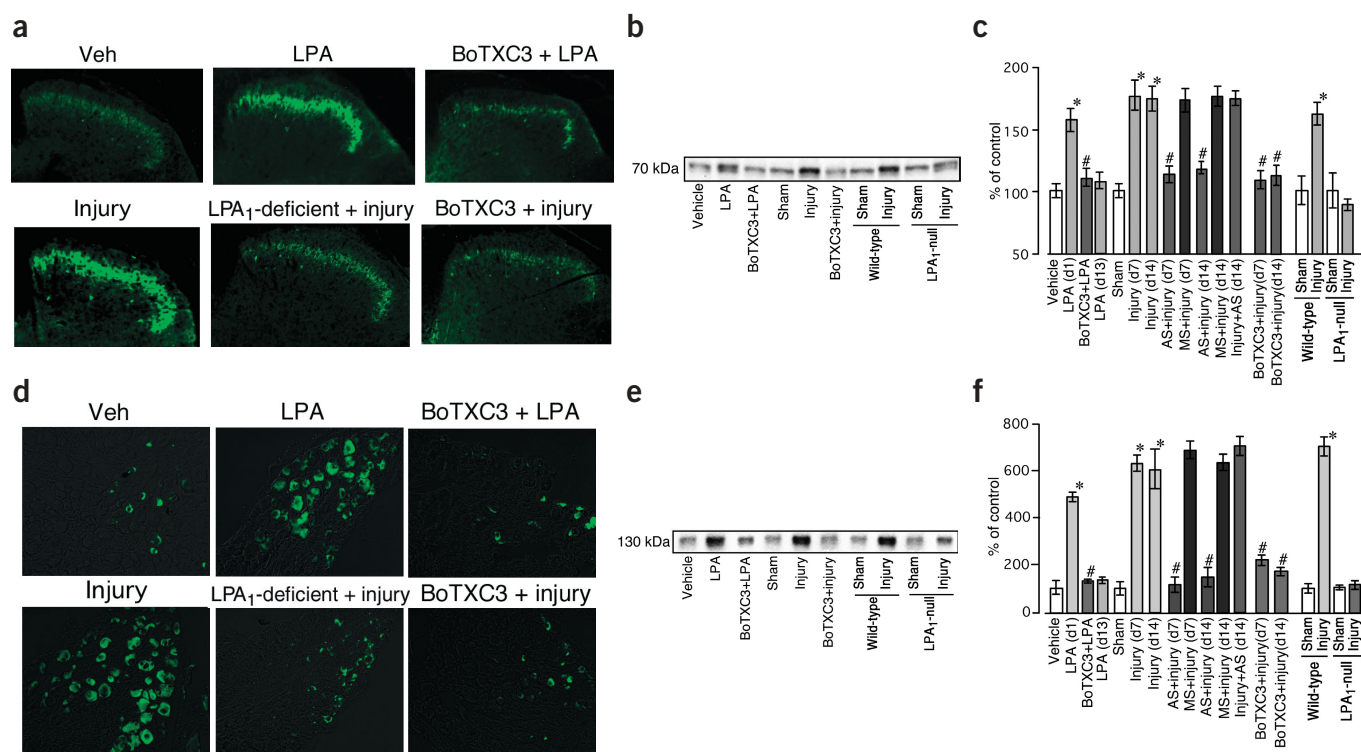 a
Veh
LPA
BoTXC3 + LPA
Injury
LPA₁-deficient + injury
BoTXC3 + injury
b
70 kDa
Vehicle
LPA
BoTXC3+LPA
Sham
Injury
BoTXC3+injury
Sham
Injury
Wild-type
Sham
Injury
LPA₁-null
c
% of control
200
150
100
50
*
#
*
*
#
#
#
#
*
Vehicle
LPA (d1)
BoTXC3+LPA
LPA (d13)
Sham
Injury (d7)
Injury (d14)
AS+injury (d7)
MS+injury (d7)
AS+injury (d14)
MS+injury (d14)
Injury+AS (d14)
BoTXC3+injury(d7)
BoTXC3+injury(d14)
Sham
Injury
Wild-type
Sham
Injury
LPA₁-null
d
Veh
LPA
BoTXC3 + LPA
Injury
LPA₁-deficient + injury
BoTXC3 + injury
e
130 kDa
Vehicle
LPA
BoTXC3+LPA
Sham
Injury
BoTXC3+injury
Sham
Injury
Wild-type
Sham
Injury
LPA₁-null
f
% of control
800
600
400
200
0
*
#
*
*
#
#
#
#
*
Vehicle
LPA (d1)
BoTXC3+LPA
LPA (d13)
Sham
Injury (d7)
Injury (d14)
AS+injury (d7)
MS+injury (d7)
AS+injury (d14)
MS+injury (d14)
Injury+AS (d14)
BoTXC3+injury(d7)
BoTXC3+injury(d14)
Sham
Injury
Wild-type
Sham
Injury
LPA₁-null